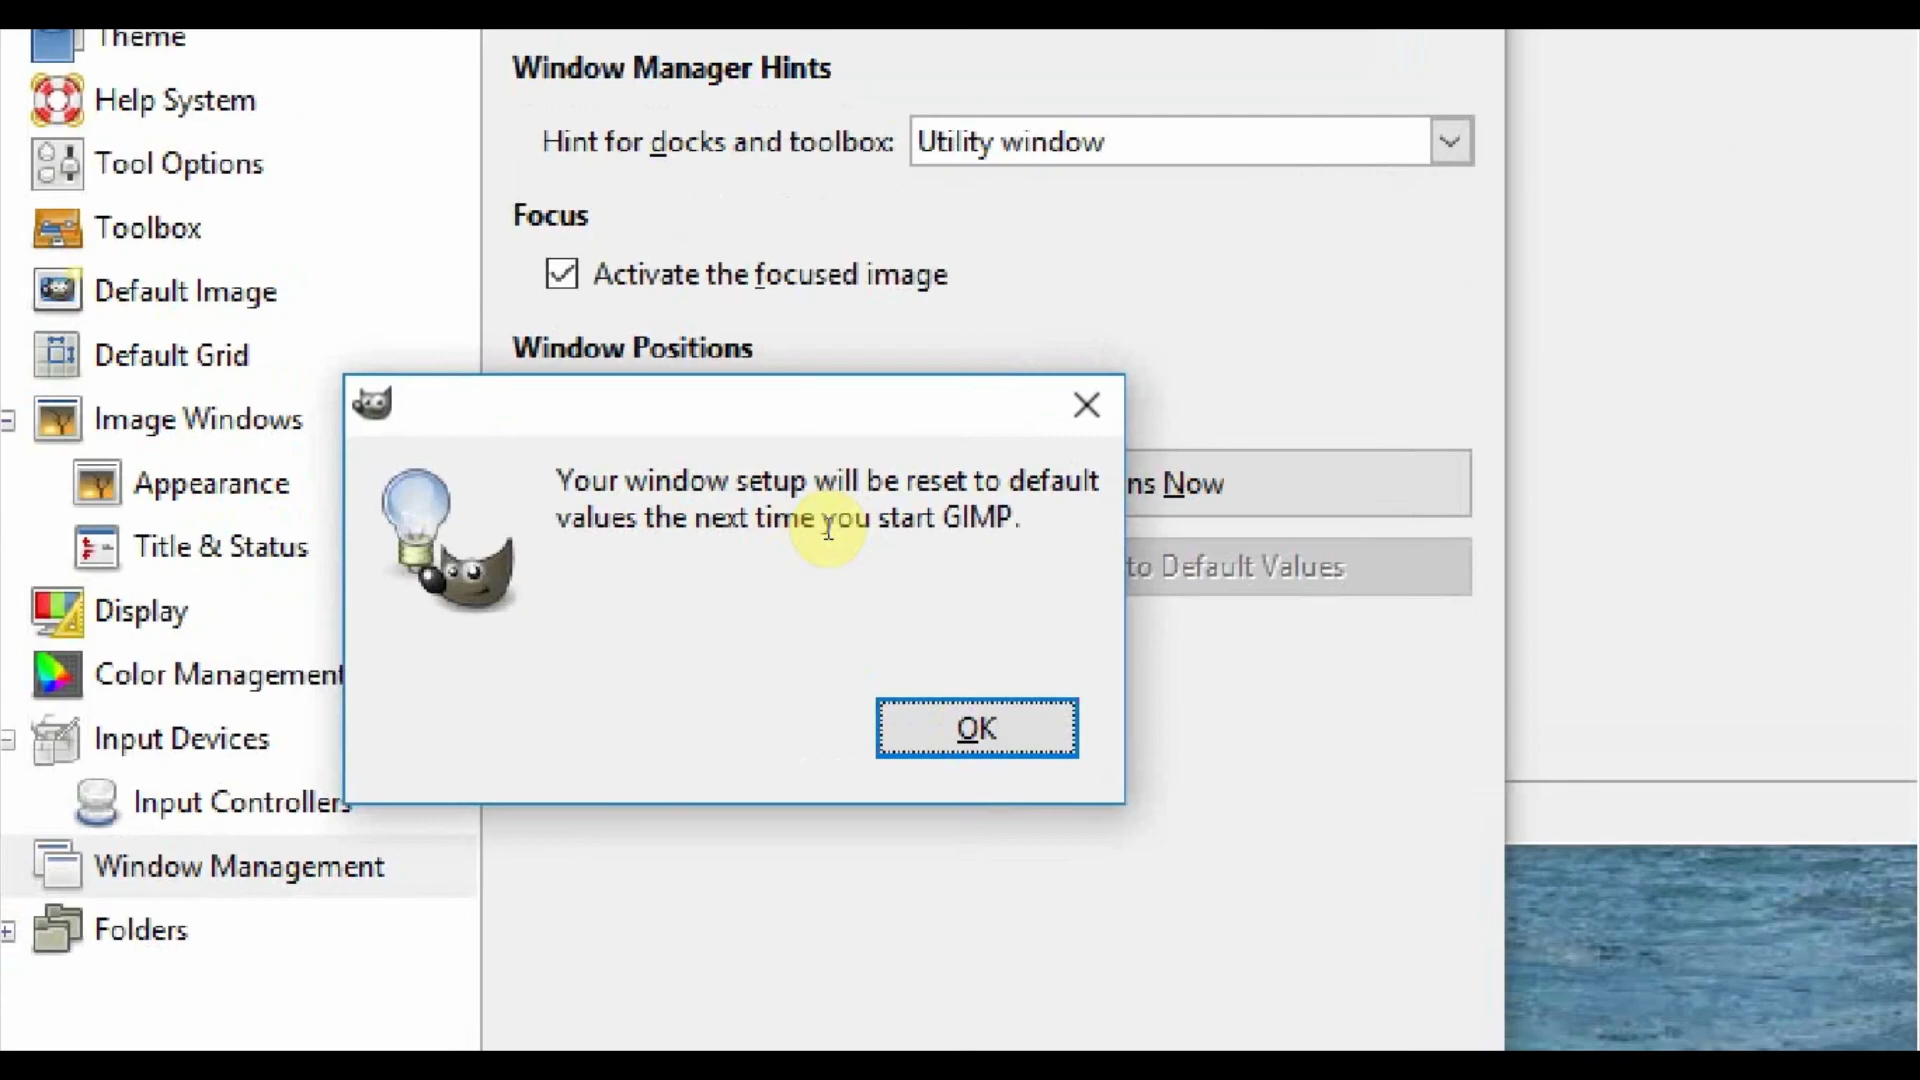 Theme
Help System
Tool Options
Toolbox
Default Image
Default Grid
Image Windows
Appearance
Title & Status
Display
Color Management
Input Devices
Input Controllers
Window Management
Folders
Window Manager Hints
Hint for docks and toolbox: Utility window
Focus
Activate the focused image
Window Positions
ns Now
to Default Values
Your window setup will be reset to default
values the next time you start GIMP.
OK